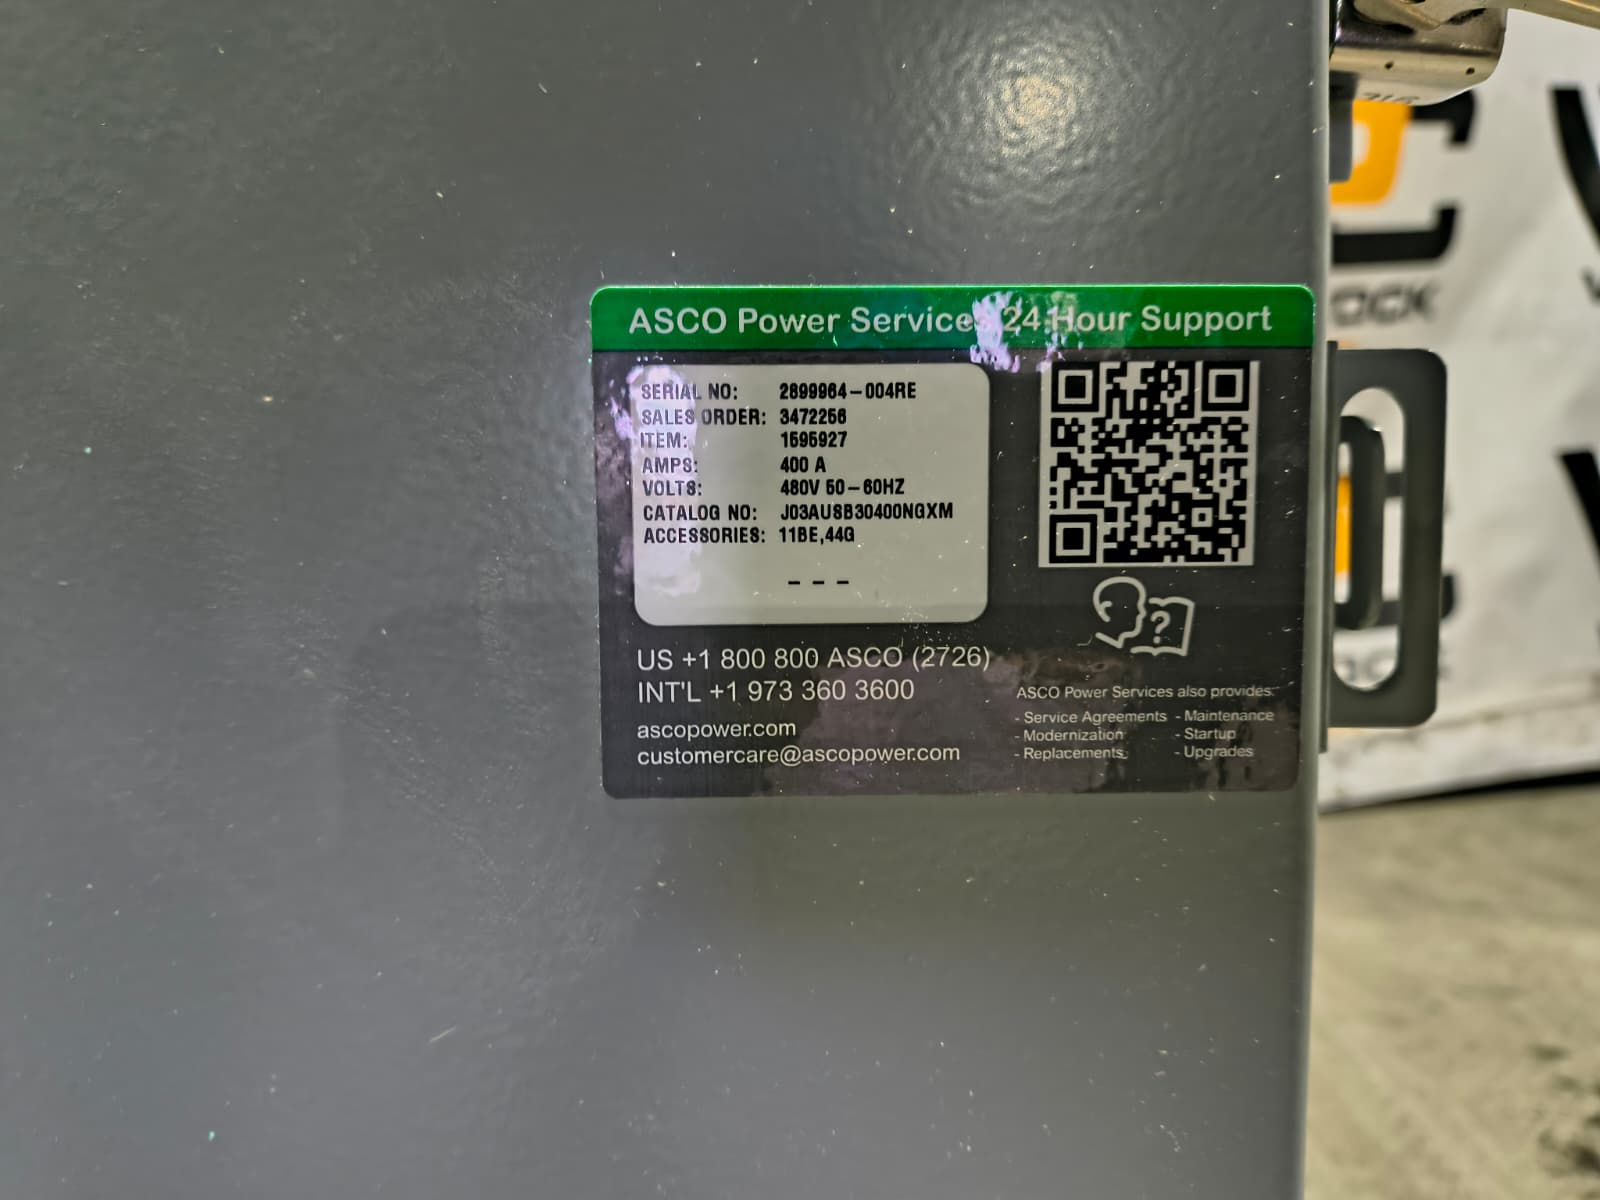 ASCO Power Services 24 Hour Support
SERIAL NO: 2899964-004RE
SALES ORDER: 3472256
ITEM: 1595927
AMPS: 400 A
VOLTS: 480V 50-60HZ
CATALOG NO: J03AUSB30400NGXM
ACCESSORIES: 11BE,44G
---
?
US +1 800 800 ASCO (2726)
INT'L +1 973 360 3600
ascopower.com
customercare@ascopower.com
ASCO Power Services also provides:
- Service Agreements - Maintenance
- Modernization - Startup
- Replacements - Upgrades